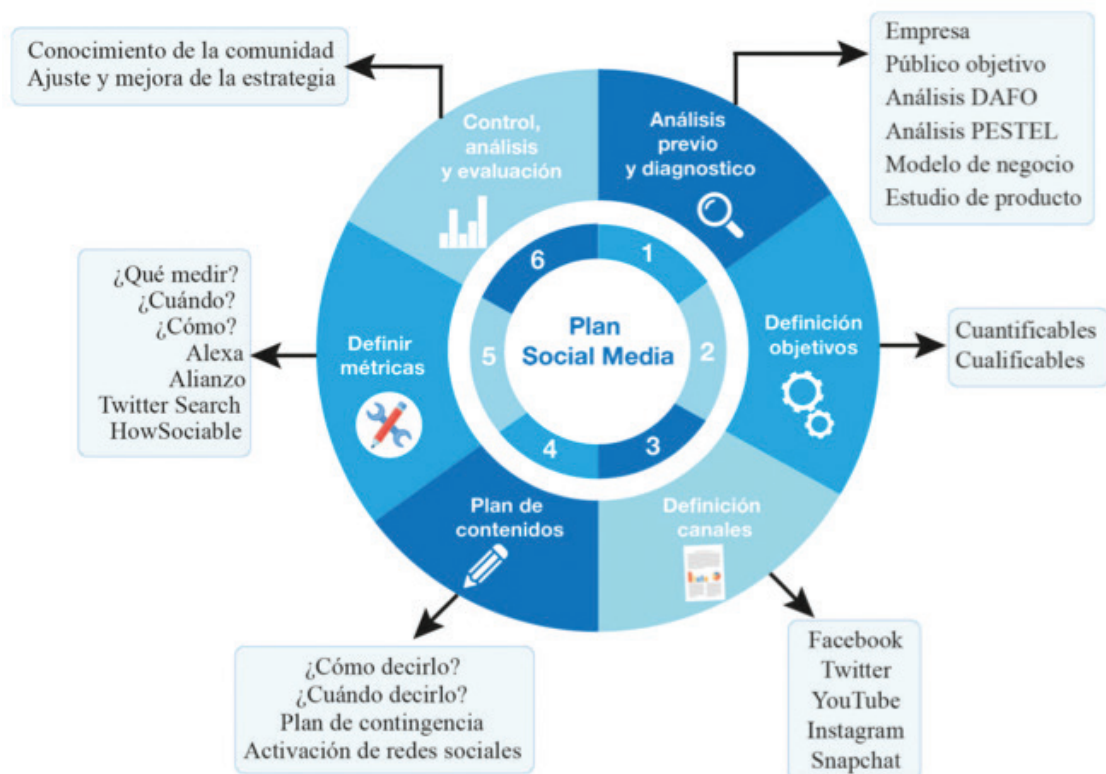 Conocimiento de la comunidad
Ajuste y mejora de la estrategia
Control,
análisis
y evaluación
Análisis
previo
y diagnostico
Empresa
Público objetivo
Análisis DAFO
Análisis PESTEL
Modelo de negocio
Estudio de producto
6
1
5
2
4
3
Plan
Social Media
¿Qué medir?
¿Cuándo?
¿Cómo?
Alexa
Alianzo
Twitter Search
HowSociable
Definir
métricas
Definición
objetivos
Cuantificables
Cualificables
Plan de
contenidos
Definición
canales
¿Cómo decirlo?
¿Cuándo decirlo?
Plan de contingencia
Activación de redes sociales
Facebook
Twitter
YouTube
Instagram
Snapchat